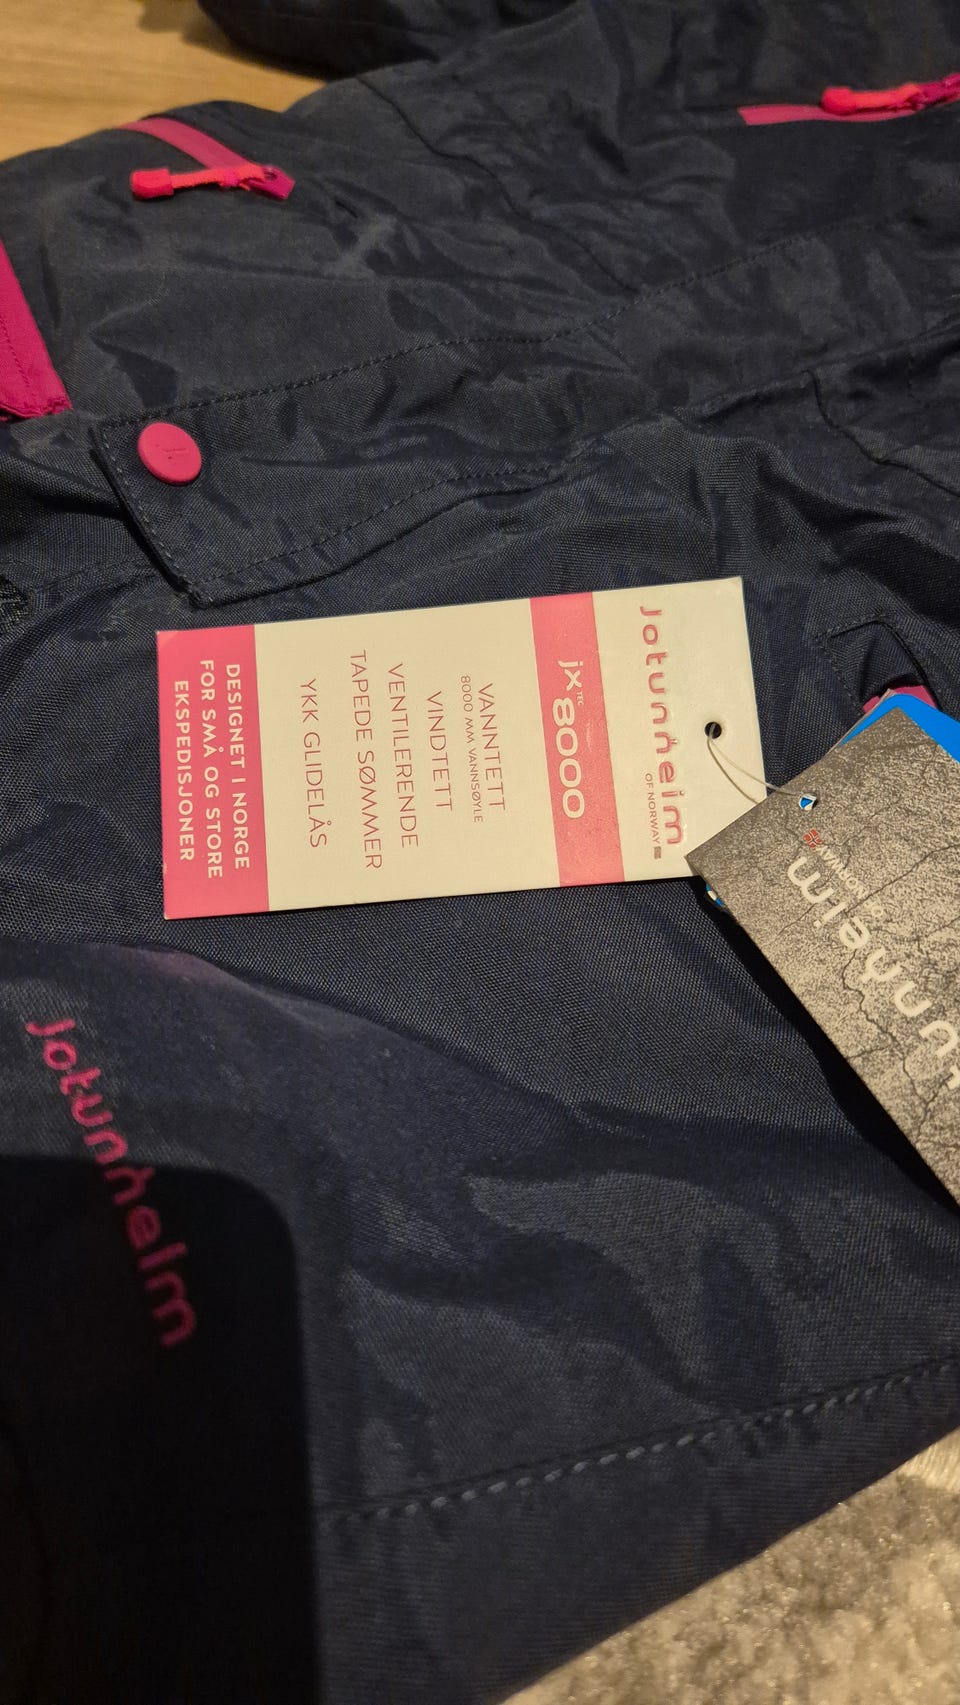 Jotunheim
OF NORWAY
jx TEC 8000
VANNTETT
8000 MM VANNSØYLE
VINDTETT
VENTILERENDE
TAPEDE SØMMER
YKK GLIDELÅS
DESIGNET I NORGE
FOR SMÅ OG STORE
EKSPEDISJONER
Jotunheim